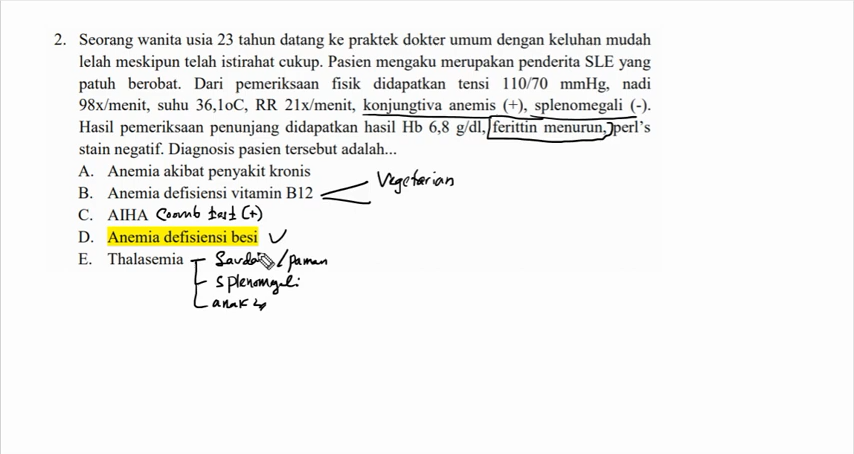 2. Seorang wanita usia 23 tahun datang ke praktek dokter umum dengan keluhan mudah
lelah meskipun telah istirahat cukup. Pasien mengaku merupakan penderita SLE yang
patuh berobat. Dari pemeriksaan fisik didapatkan tensi 110/70 mmHg, nadi
98x/menit, suhu 36,1oC, RR 21x/menit, konjungtiva anemis (+), splenomegali (-).
Hasil pemeriksaan penunjang didapatkan hasil Hb 6,8 g/dl, ferittin menurun, perl's
stain negatif. Diagnosis pasien tersebut adalah...
A. Anemia akibat penyakit kronis
B. Anemia defisiensi vitamin B12 Vegetarian
C. AIHA Coomb test (+)
D. Anemia defisiensi besi
E. Thalasemia Saudara / paman
splenomegali
anak